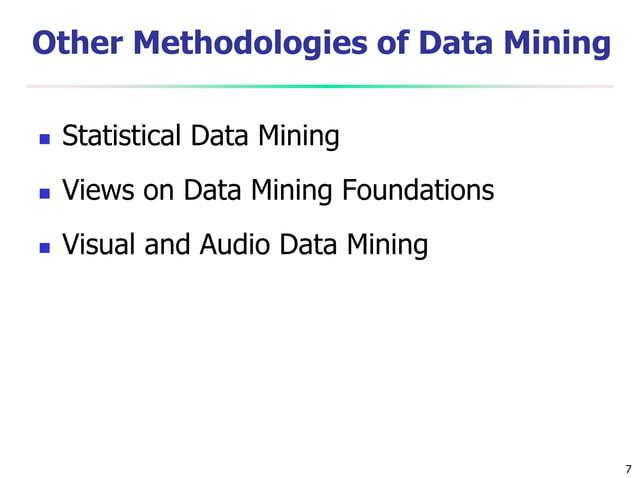 Other Methodologies of Data Mining
Statistical Data Mining
Views on Data Mining Foundations
Visual and Audio Data Mining
7